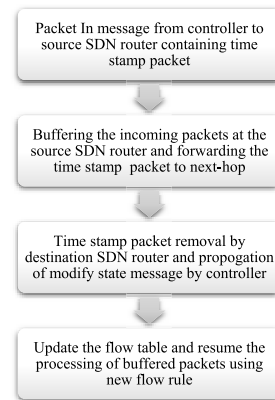 Packet In message from controller to
source SDN router containing time
stamp packet
Buffering the incoming packets at the
source SDN router and forwarding the
time stamp packet to next-hop
Time stamp packet removal by
destination SDN router and propogation
of modify state message by controller
Update the flow table and resume the
processing of buffered packets using
new flow rule